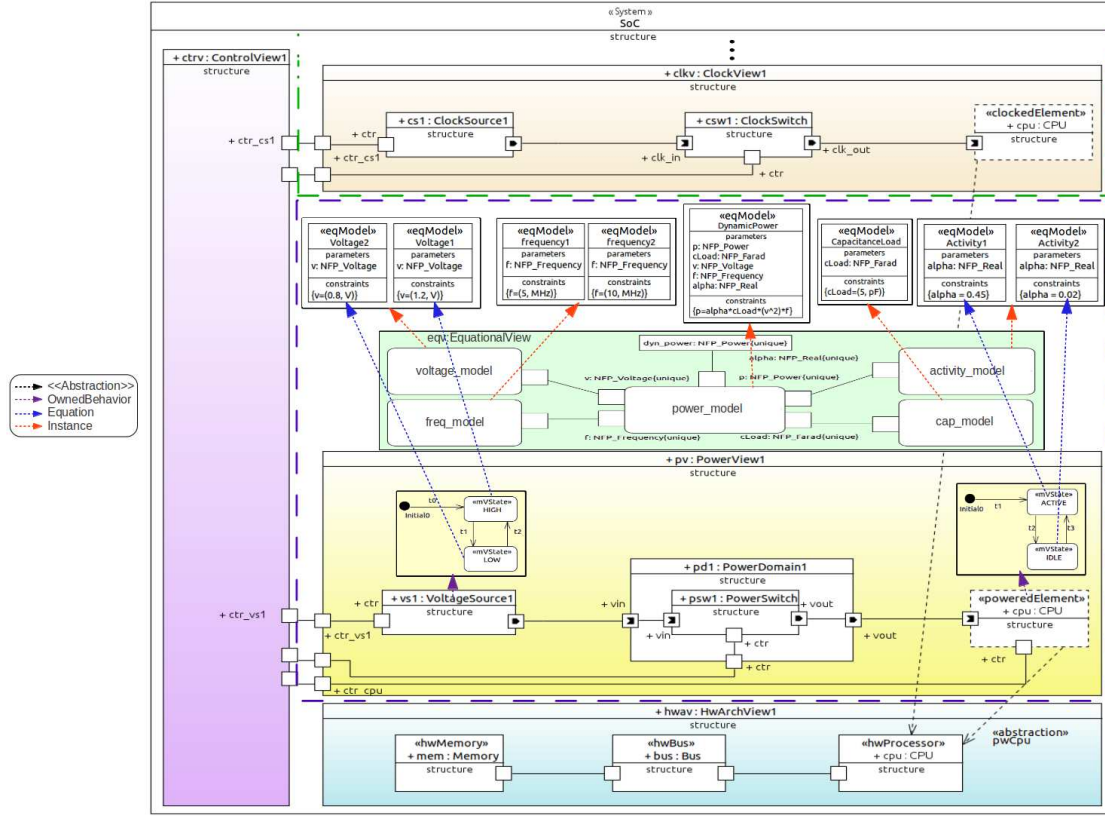 «System»
SoC
structure
+ ctrv : ControlView1
structure
+ clkv : ClockView1
structure
+ cs1 : ClockSource1
structure
+ csw1 : ClockSwitch
structure
«clockedElement»
+ cpu : CPU
structure
+ ctr
+ ctr_cs1
+ ctr_cs1
+ clk_in
+ clk_out
+ ctr
«eqModel»
Voltage2
parameters
v: NFP_Voltage
constraints
{v=(0.8, V)}
«eqModel»
Voltage1
parameters
v: NFP_Voltage
constraints
{v=(1.2, V)}
«eqModel»
frequency1
parameters
f: NFP_Frequency
constraints
{f=(5, MHz)}
«eqModel»
frequency2
parameters
f: NFP_Frequency
constraints
{f=(10, MHz)}
«eqModel»
DynamicPower
parameters
p: NFP_Power
cLoad: NFP_Farad
v: NFP_Voltage
f: NFP_Frequency
alpha: NFP_Real
constraints
{p=alpha*cLoad*(v^2)*f}
«eqModel»
CapacitanceLoad
parameters
cLoad: NFP_Farad
constraints
{cLoad=(5, pF)}
«eqModel»
Activity1
parameters
alpha: NFP_Real
constraints
{alpha = 0.45}
«eqModel»
Activity2
parameters
alpha: NFP_Real
constraints
{alpha = 0.02}
eqv:EquationalView
dyn_power: NFP_Power{unique}
voltage_model
alpha: NFP_Real{unique}
activity_model
v: NFP_Voltage{unique}
p: NFP_Power{unique}
freq_model
power_model
cap_model
f: NFP_Frequency{unique}
cLoad: NFP_Farad{unique}
<<Abstraction>>
OwnedBehavior
Equation
Instance
+ pv : PowerView1
structure
Initial0
t0
«mVState»
HIGH
t1
t2
«mVState»
LOW
Initial0
t1
«mVState»
ACTIVE
t2
t3
«mVState»
IDLE
+ pd1 : PowerDomain1
structure
+ vs1 : VoltageSource1
structure
+ psw1 : PowerSwitch
structure
«poweredElement»
+ cpu : CPU
structure
+ ctr_vs1
+ ctr
+ ctr_vs1
+ vin
+ vin
+ vout
+ vout
+ ctr
+ ctr
+ ctr
+ ctr_cpu
+ hwav : HwArchView1
structure
«hwMemory»
+ mem : Memory
structure
«hwBus»
+ bus : Bus
structure
«hwProcessor»
+ cpu : CPU
structure
«abstraction»
pwCpu